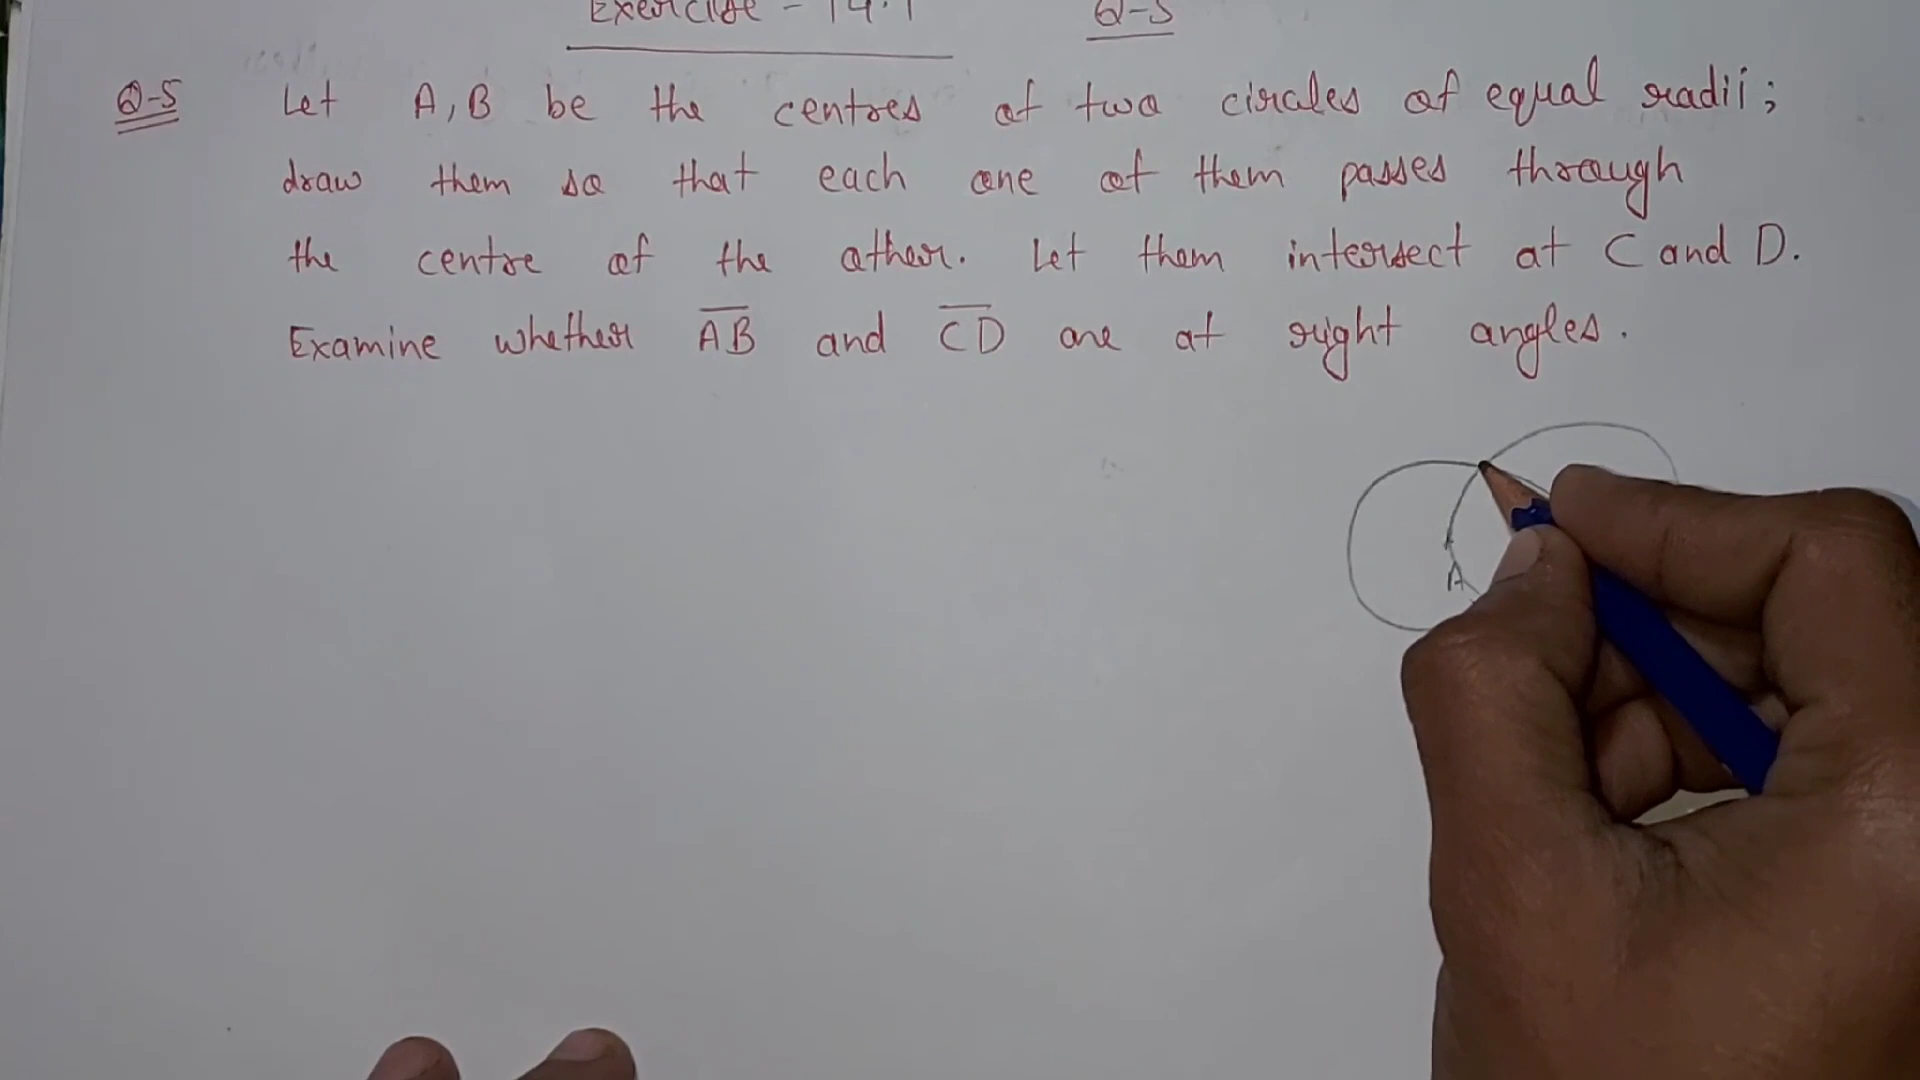 Exercise - 14.1 Q-5
Q-5 Let A, B be the centres of two circles of equal radii;
draw them so that each one of them passes through
the centre of the other. Let them intersect at C and D.
Examine whether A̅B̅ and C̅D̅ are at right angles.
A